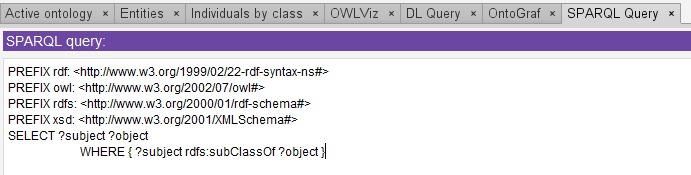 Active ontology × Entities × Individuals by class × OWLViz × DL Query × OntoGraf × SPARQL Query ×
SPARQL query:
PREFIX rdf: <http://www.w3.org/1999/02/22-rdf-syntax-ns#>
PREFIX owl: <http://www.w3.org/2002/07/owl#>
PREFIX rdfs: <http://www.w3.org/2000/01/rdf-schema#>
PREFIX xsd: <http://www.w3.org/2001/XMLSchema#>
SELECT ?subject ?object
WHERE { ?subject rdfs:subClassOf ?object }